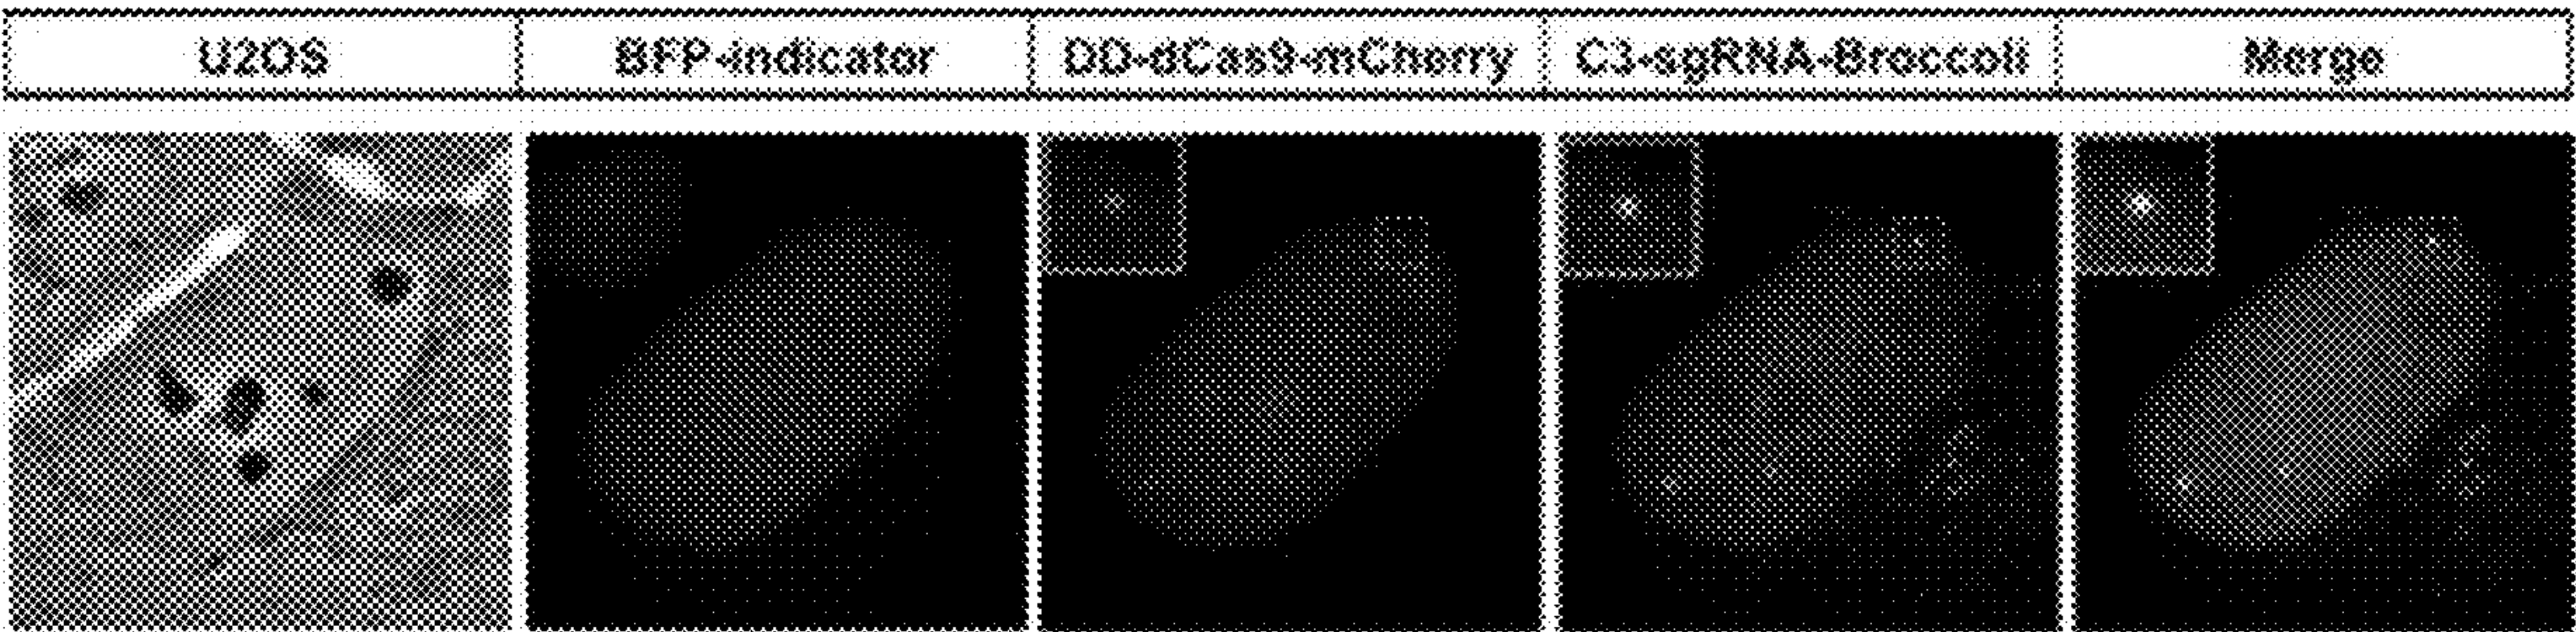 U2OS
BFP-indicator
DD-dCas9-mCherry
C3-sgRNA-Broccoli
Merge